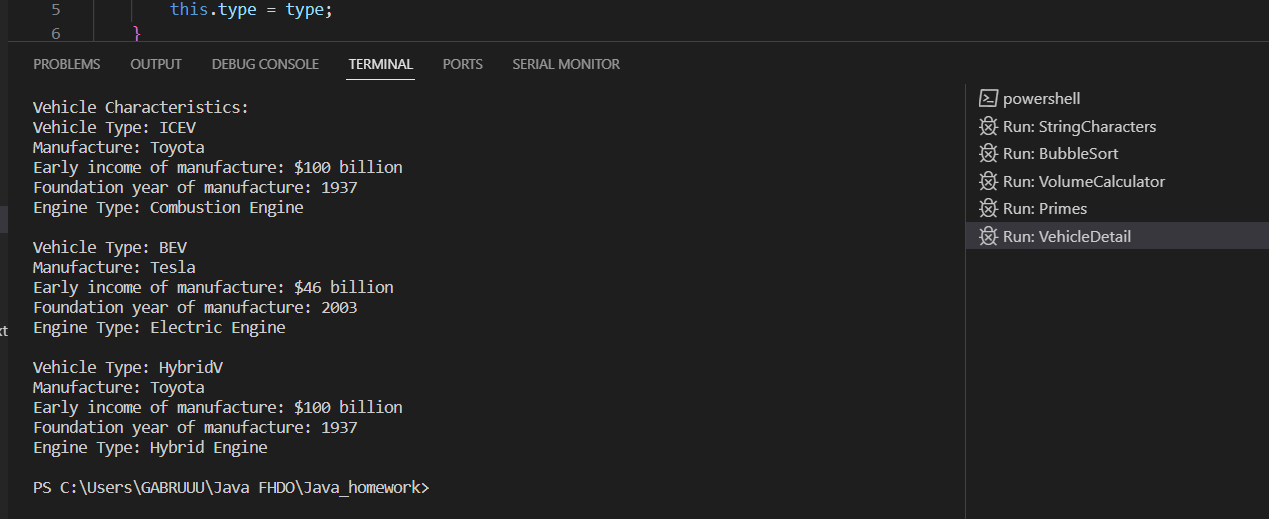 5 this.type = type;
6 }
PROBLEMS OUTPUT DEBUG CONSOLE TERMINAL PORTS SERIAL MONITOR
Vehicle Characteristics:
Vehicle Type: ICEV
Manufacture: Toyota
Early income of manufacture: $100 billion
Foundation year of manufacture: 1937
Engine Type: Combustion Engine
Vehicle Type: BEV
Manufacture: Tesla
Early income of manufacture: $46 billion
Foundation year of manufacture: 2003
Engine Type: Electric Engine
Vehicle Type: HybridV
Manufacture: Toyota
Early income of manufacture: $100 billion
Foundation year of manufacture: 1937
Engine Type: Hybrid Engine
PS C:\Users\GABRUUU\Java FHDO\Java_homework>
powershell
Run: StringCharacters
Run: BubbleSort
Run: VolumeCalculator
Run: Primes
Run: VehicleDetail